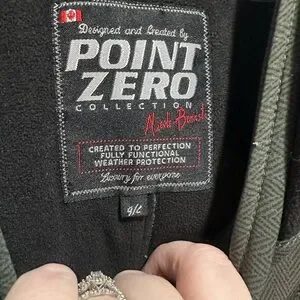 Designed and Created by
POINT
ZERO
COLLECTION
CREATED TO PERFECTION
FULLY FUNCTIONAL
WEATHER PROTECTION
Luxury for everyone